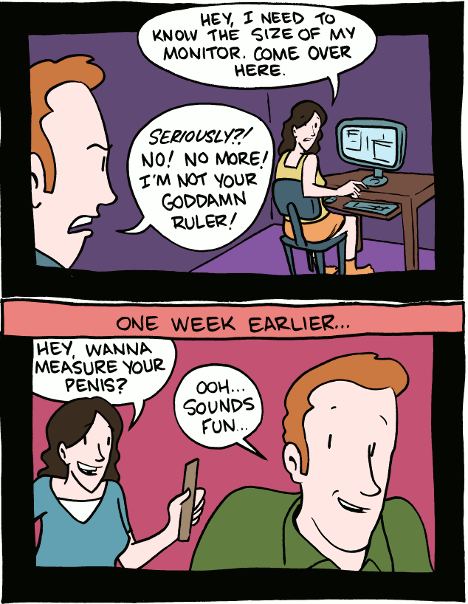 HEY, I NEED TO
KNOW THE SIZE OF MY
MONITOR. COME OVER
HERE.
SERIOUSLY?!
NO! NO MORE!
I'M NOT YOUR
GODDAMN
RULER!
ONE WEEK EARLIER...
HEY, WANNA
MEASURE YOUR
PENIS?
OOH...
SOUNDS
FUN...